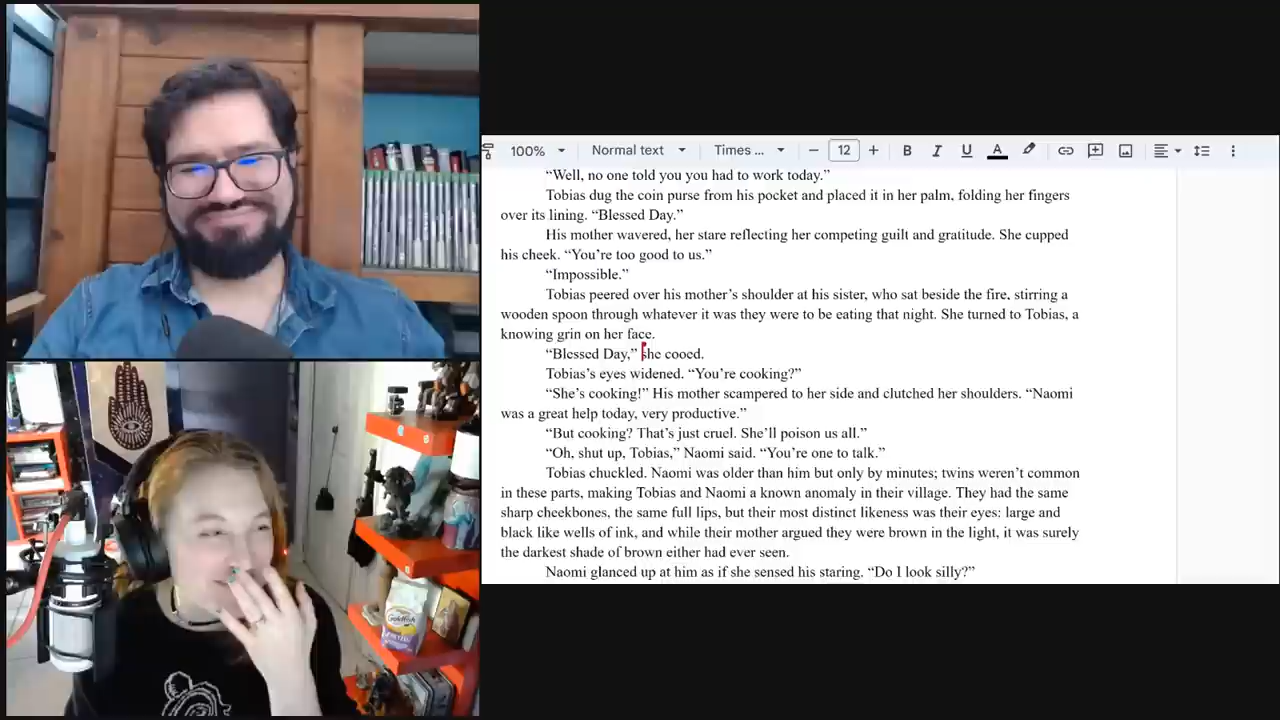 100%
Normal text
Times ...
12
B
I
U
A
“Well, no one told you you had to work today.”
Tobias dug the coin purse from his pocket and placed it in her palm, folding her fingers
over its lining. “Blessed Day.”
His mother wavered, her stare reflecting her competing guilt and gratitude. She cupped
his cheek. “You’re too good to us.”
“Impossible.”
Tobias peered over his mother’s shoulder at his sister, who sat beside the fire, stirring a
wooden spoon through whatever it was they were to be eating that night. She turned to Tobias, a
knowing grin on her face.
“Blessed Day,” she cooed.
Tobias’s eyes widened. “You’re cooking?”
“She’s cooking!” His mother scampered to her side and clutched her shoulders. “Naomi
was a great help today, very productive.”
“But cooking? That’s just cruel. She’ll poison us all.”
“Oh, shut up, Tobias,” Naomi said. “You’re one to talk.”
Tobias chuckled. Naomi was older than him but only by minutes; twins weren’t common
in these parts, making Tobias and Naomi a known anomaly in their village. They had the same
sharp cheekbones, the same full lips, but their most distinct likeness was their eyes: large and
black like wells of ink, and while their mother argued they were brown in the light, it was surely
the darkest shade of brown either had ever seen.
Naomi glanced up at him as if she sensed his staring. “Do I look silly?”
Goldfish